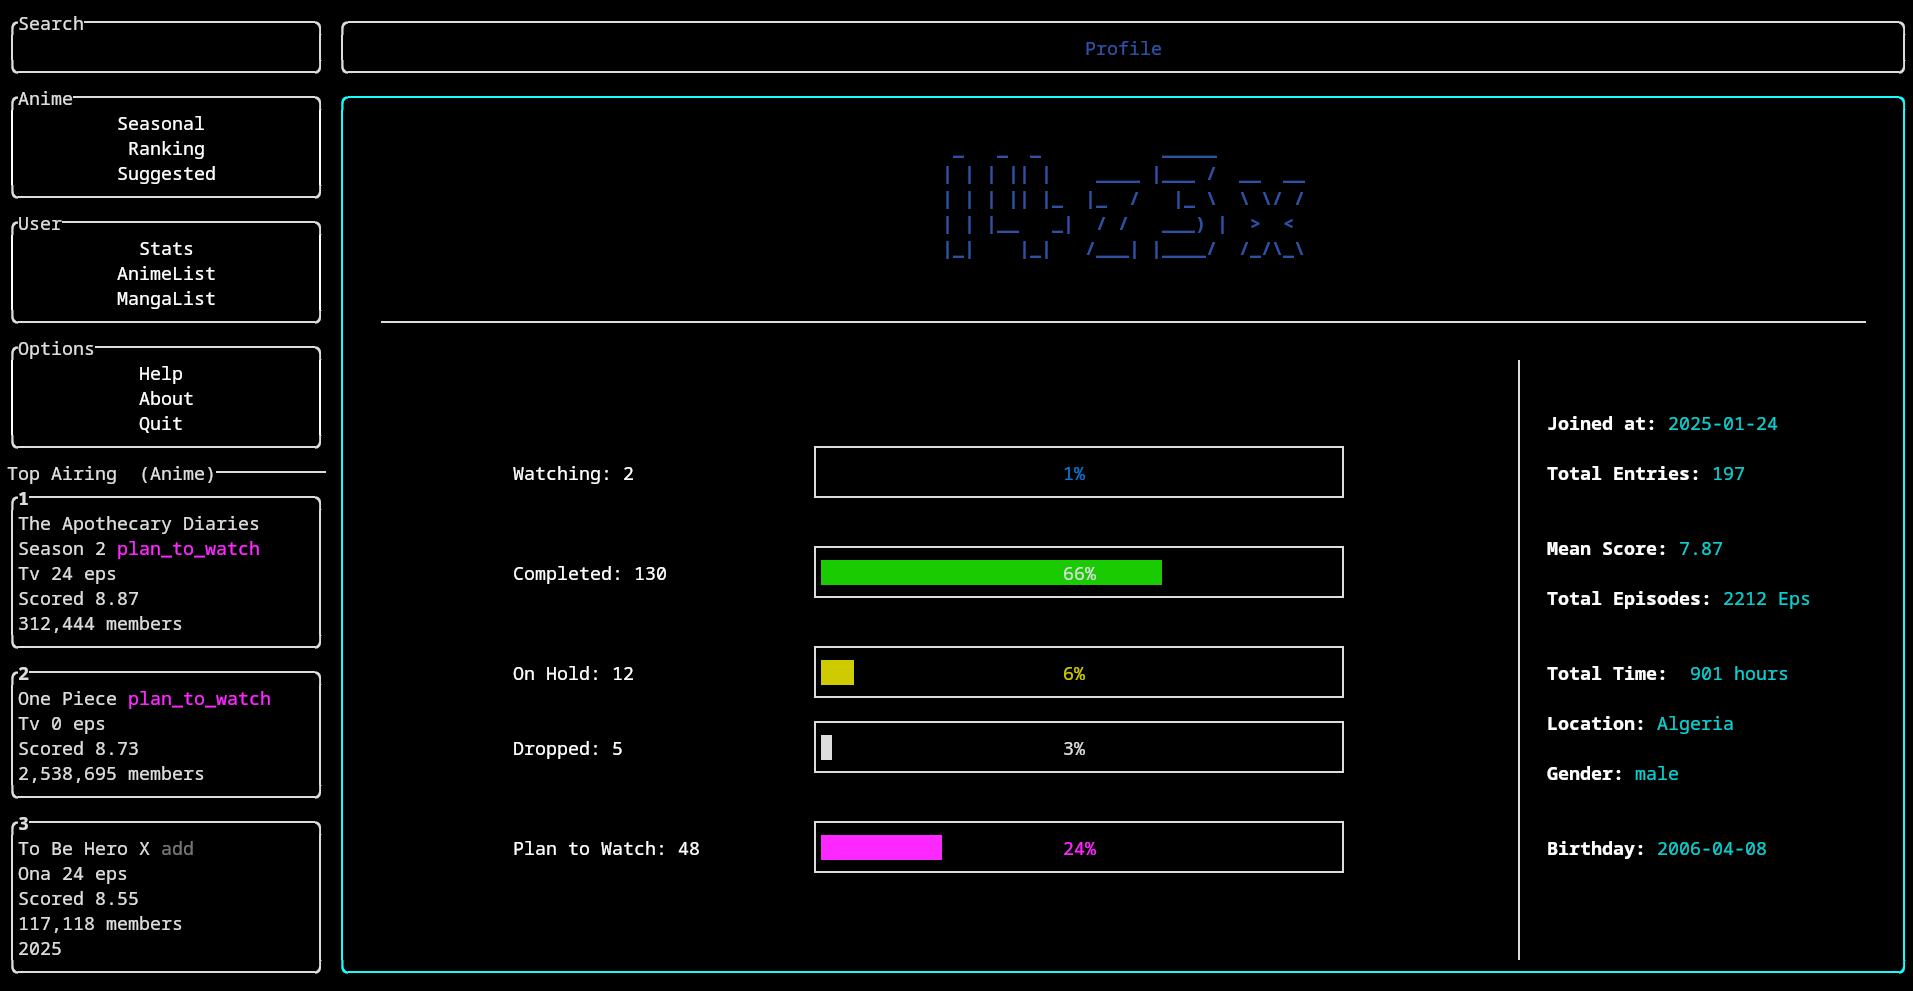 Search
Profile
Anime
Seasonal
Ranking
Suggested
User
Stats
AnimeList
MangaList
Options
Help
About
Quit
Top Airing  (Anime)
1
The Apothecary Diaries
Season 2 plan_to_watch
Tv 24 eps
Scored 8.87
312,444 members
2
One Piece plan_to_watch
Tv 0 eps
Scored 8.73
2,538,695 members
3
To Be Hero X add
Ona 24 eps
Scored 8.55
117,118 members
2025
l4z3x
Watching: 2
1%
Completed: 130
66%
On Hold: 12
6%
Dropped: 5
3%
Plan to Watch: 48
24%
Joined at: 2025-01-24
Total Entries: 197
Mean Score: 7.87
Total Episodes: 2212 Eps
Total Time:  901 hours
Location: Algeria
Gender: male
Birthday: 2006-04-08